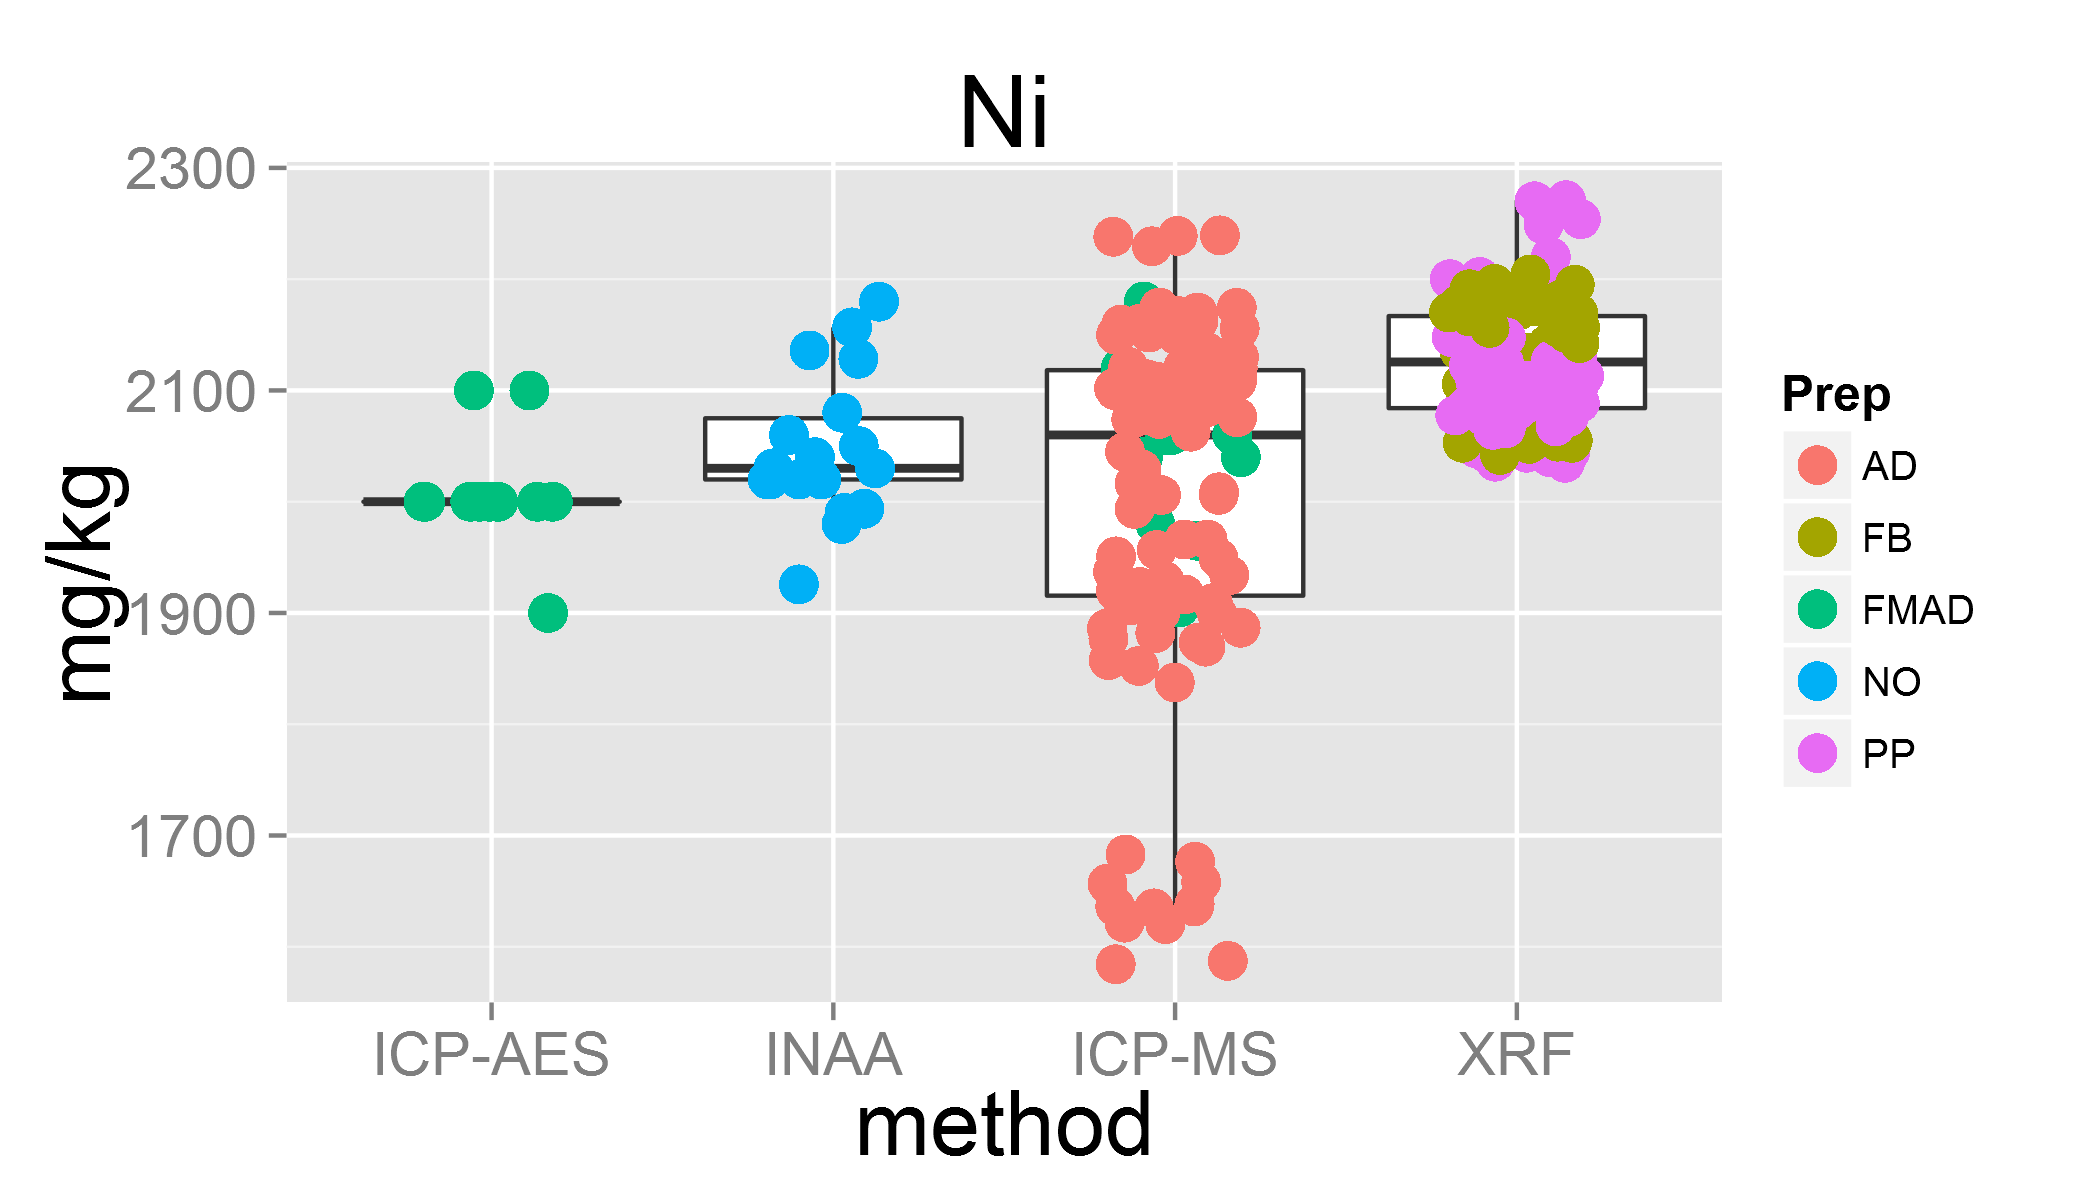 Ni
2300
2100
1900
1700
mg/kg
ICP-AES
INAA
ICP-MS
XRF
method
Prep
AD
FB
FMAD
NO
PP